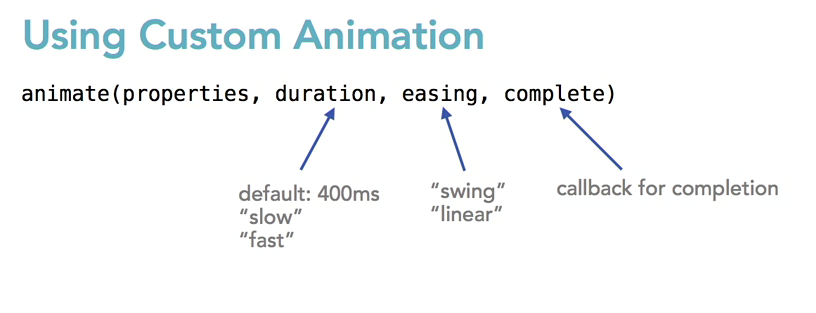 Using Custom Animation
animate(properties, duration, easing, complete)
default: 400ms
“slow”
“fast”
“swing”
“linear”
callback for completion